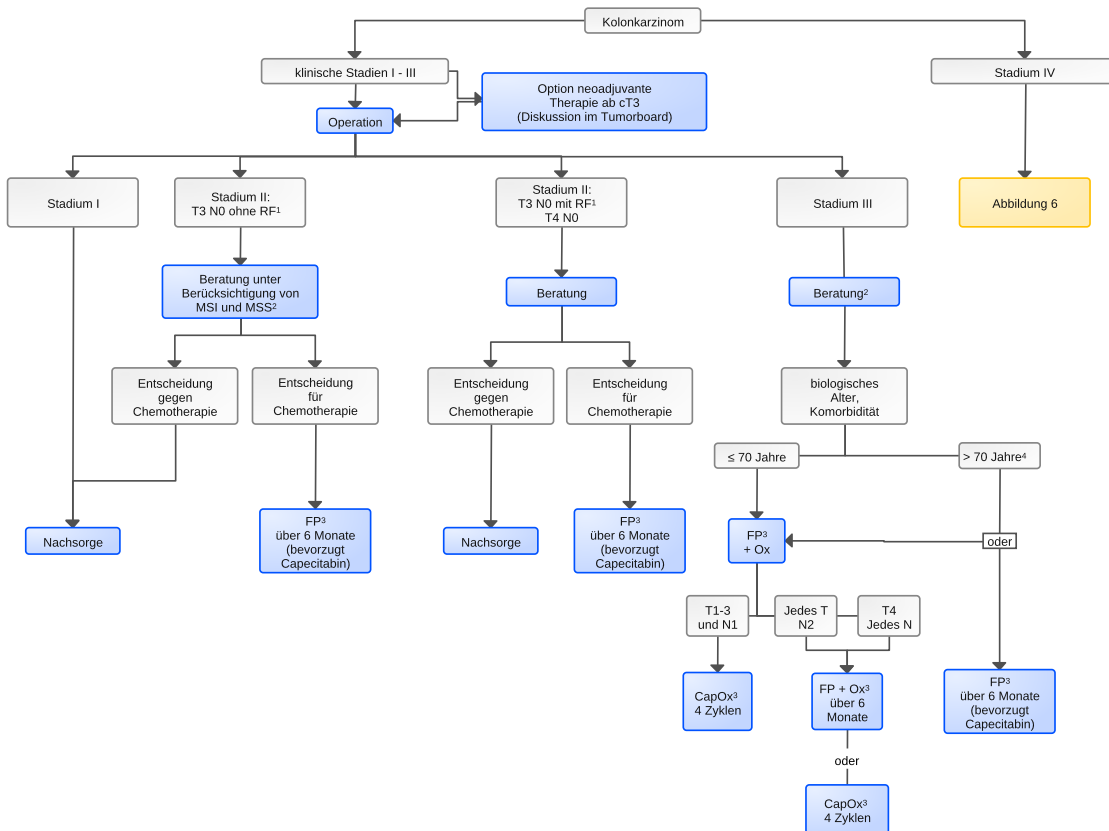 Kolonkarzinom
klinische Stadien I - III
Stadium IV
Option neoadjuvante
Therapie ab cT3
(Diskussion im Tumorboard)
Operation
Stadium I
Stadium II:
T3 N0 ohne RF¹
Stadium II:
T3 N0 mit RF¹
T4 N0
Stadium III
Abbildung 6
Beratung unter
Berücksichtigung von
MSI und MSS²
Beratung
Beratung²
Entscheidung
gegen
Chemotherapie
Entscheidung
für
Chemotherapie
Entscheidung
gegen
Chemotherapie
Entscheidung
für
Chemotherapie
biologisches
Alter,
Komorbidität
≤ 70 Jahre
> 70 Jahre⁴
Nachsorge
FP³
über 6 Monate
(bevorzugt
Capecitabin)
Nachsorge
FP³
über 6 Monate
(bevorzugt
Capecitabin)
FP³
+ Ox
oder
T1-3
und N1
Jedes T
N2
T4
Jedes N
CapOx³
4 Zyklen
FP + Ox³
über 6
Monate
FP³
über 6 Monate
(bevorzugt
Capecitabin)
oder
CapOx³
4 Zyklen